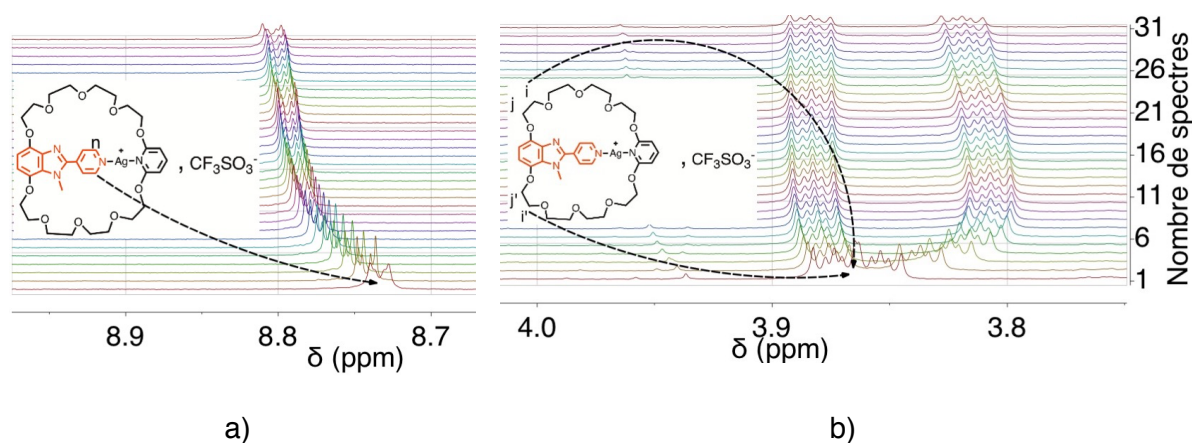 n
O O O O O O O O
N N N Ag + N
, CF₃SO₃⁻
8.9 8.8 8.7
δ (ppm)
a)
i
j
O O O O O O O O
N N N Ag + N
, CF₃SO₃⁻
j'
i'
4.0 3.9 3.8
δ (ppm)
31
26
21
16
11
6
1
Nombre de spectres
b)